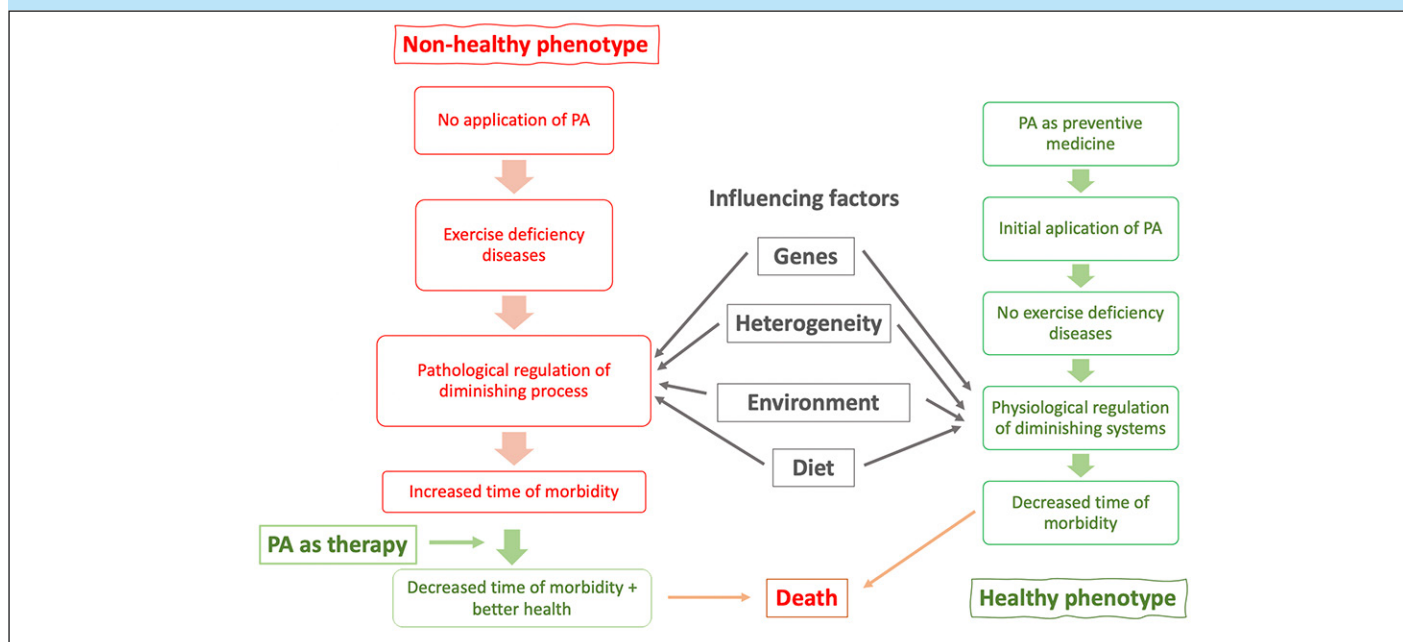 Non-healthy phenotype
No application of PA
Exercise deficiency
diseases
Pathological regulation of
diminishing process
Increased time of morbidity
PA as therapy
Decreased time of morbidity +
better health
Influencing factors
Genes
Heterogeneity
Environment
Diet
Death
PA as preventive
medicine
Initial aplication of PA
No exercise deficiency
diseases
Physiological regulation
of diminishing systems
Decreased time of
morbidity
Healthy phenotype